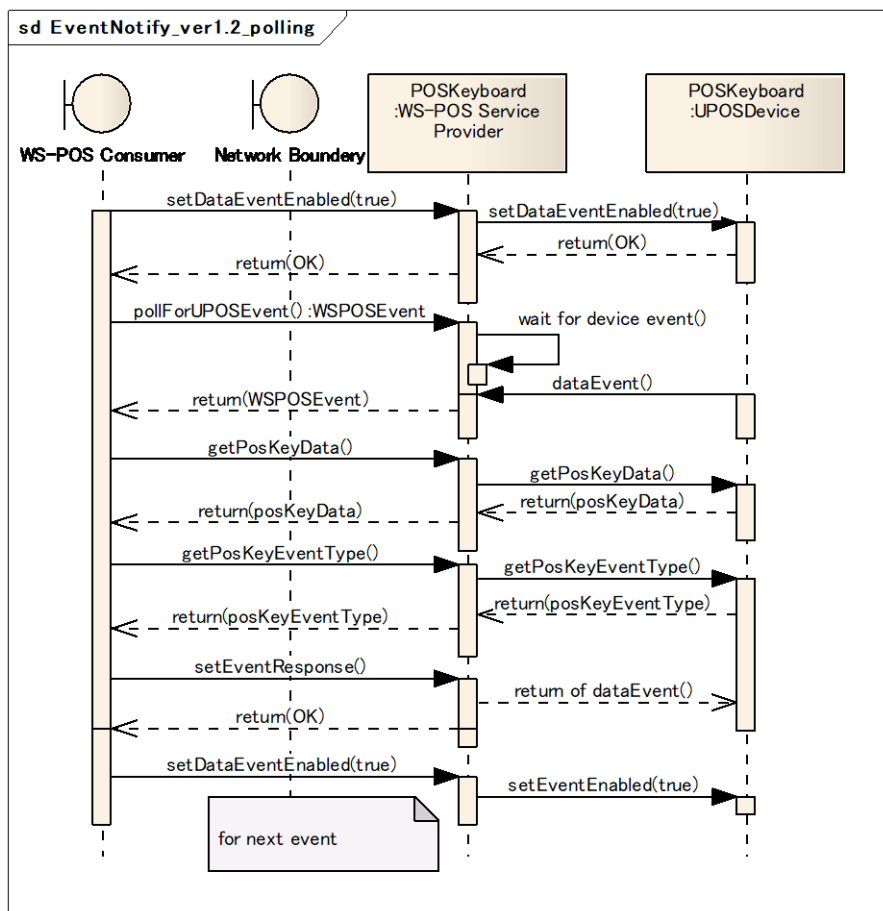 sd EventNotify_ver1.2_polling
WS-POS Consumer
Network Boundery
POSKeyboard
:WS-POS Service
Provider
POSKeyboard
:UPOSDevice
setDataEventEnabled(true)
setDataEventEnabled(true)
return(OK)
return(OK)
pollForUPOSEvent() :WSPOSEvent
wait for device event()
dataEvent()
return(WSPOSEvent)
getPosKeyData()
getPosKeyData()
return(posKeyData)
return(posKeyData)
getPosKeyEventType()
getPosKeyEventType()
return(posKeyEventType)
return(posKeyEventType)
setEventResponse()
return of dataEvent()
return(OK)
setDataEventEnabled(true)
setEventEnabled(true)
for next event